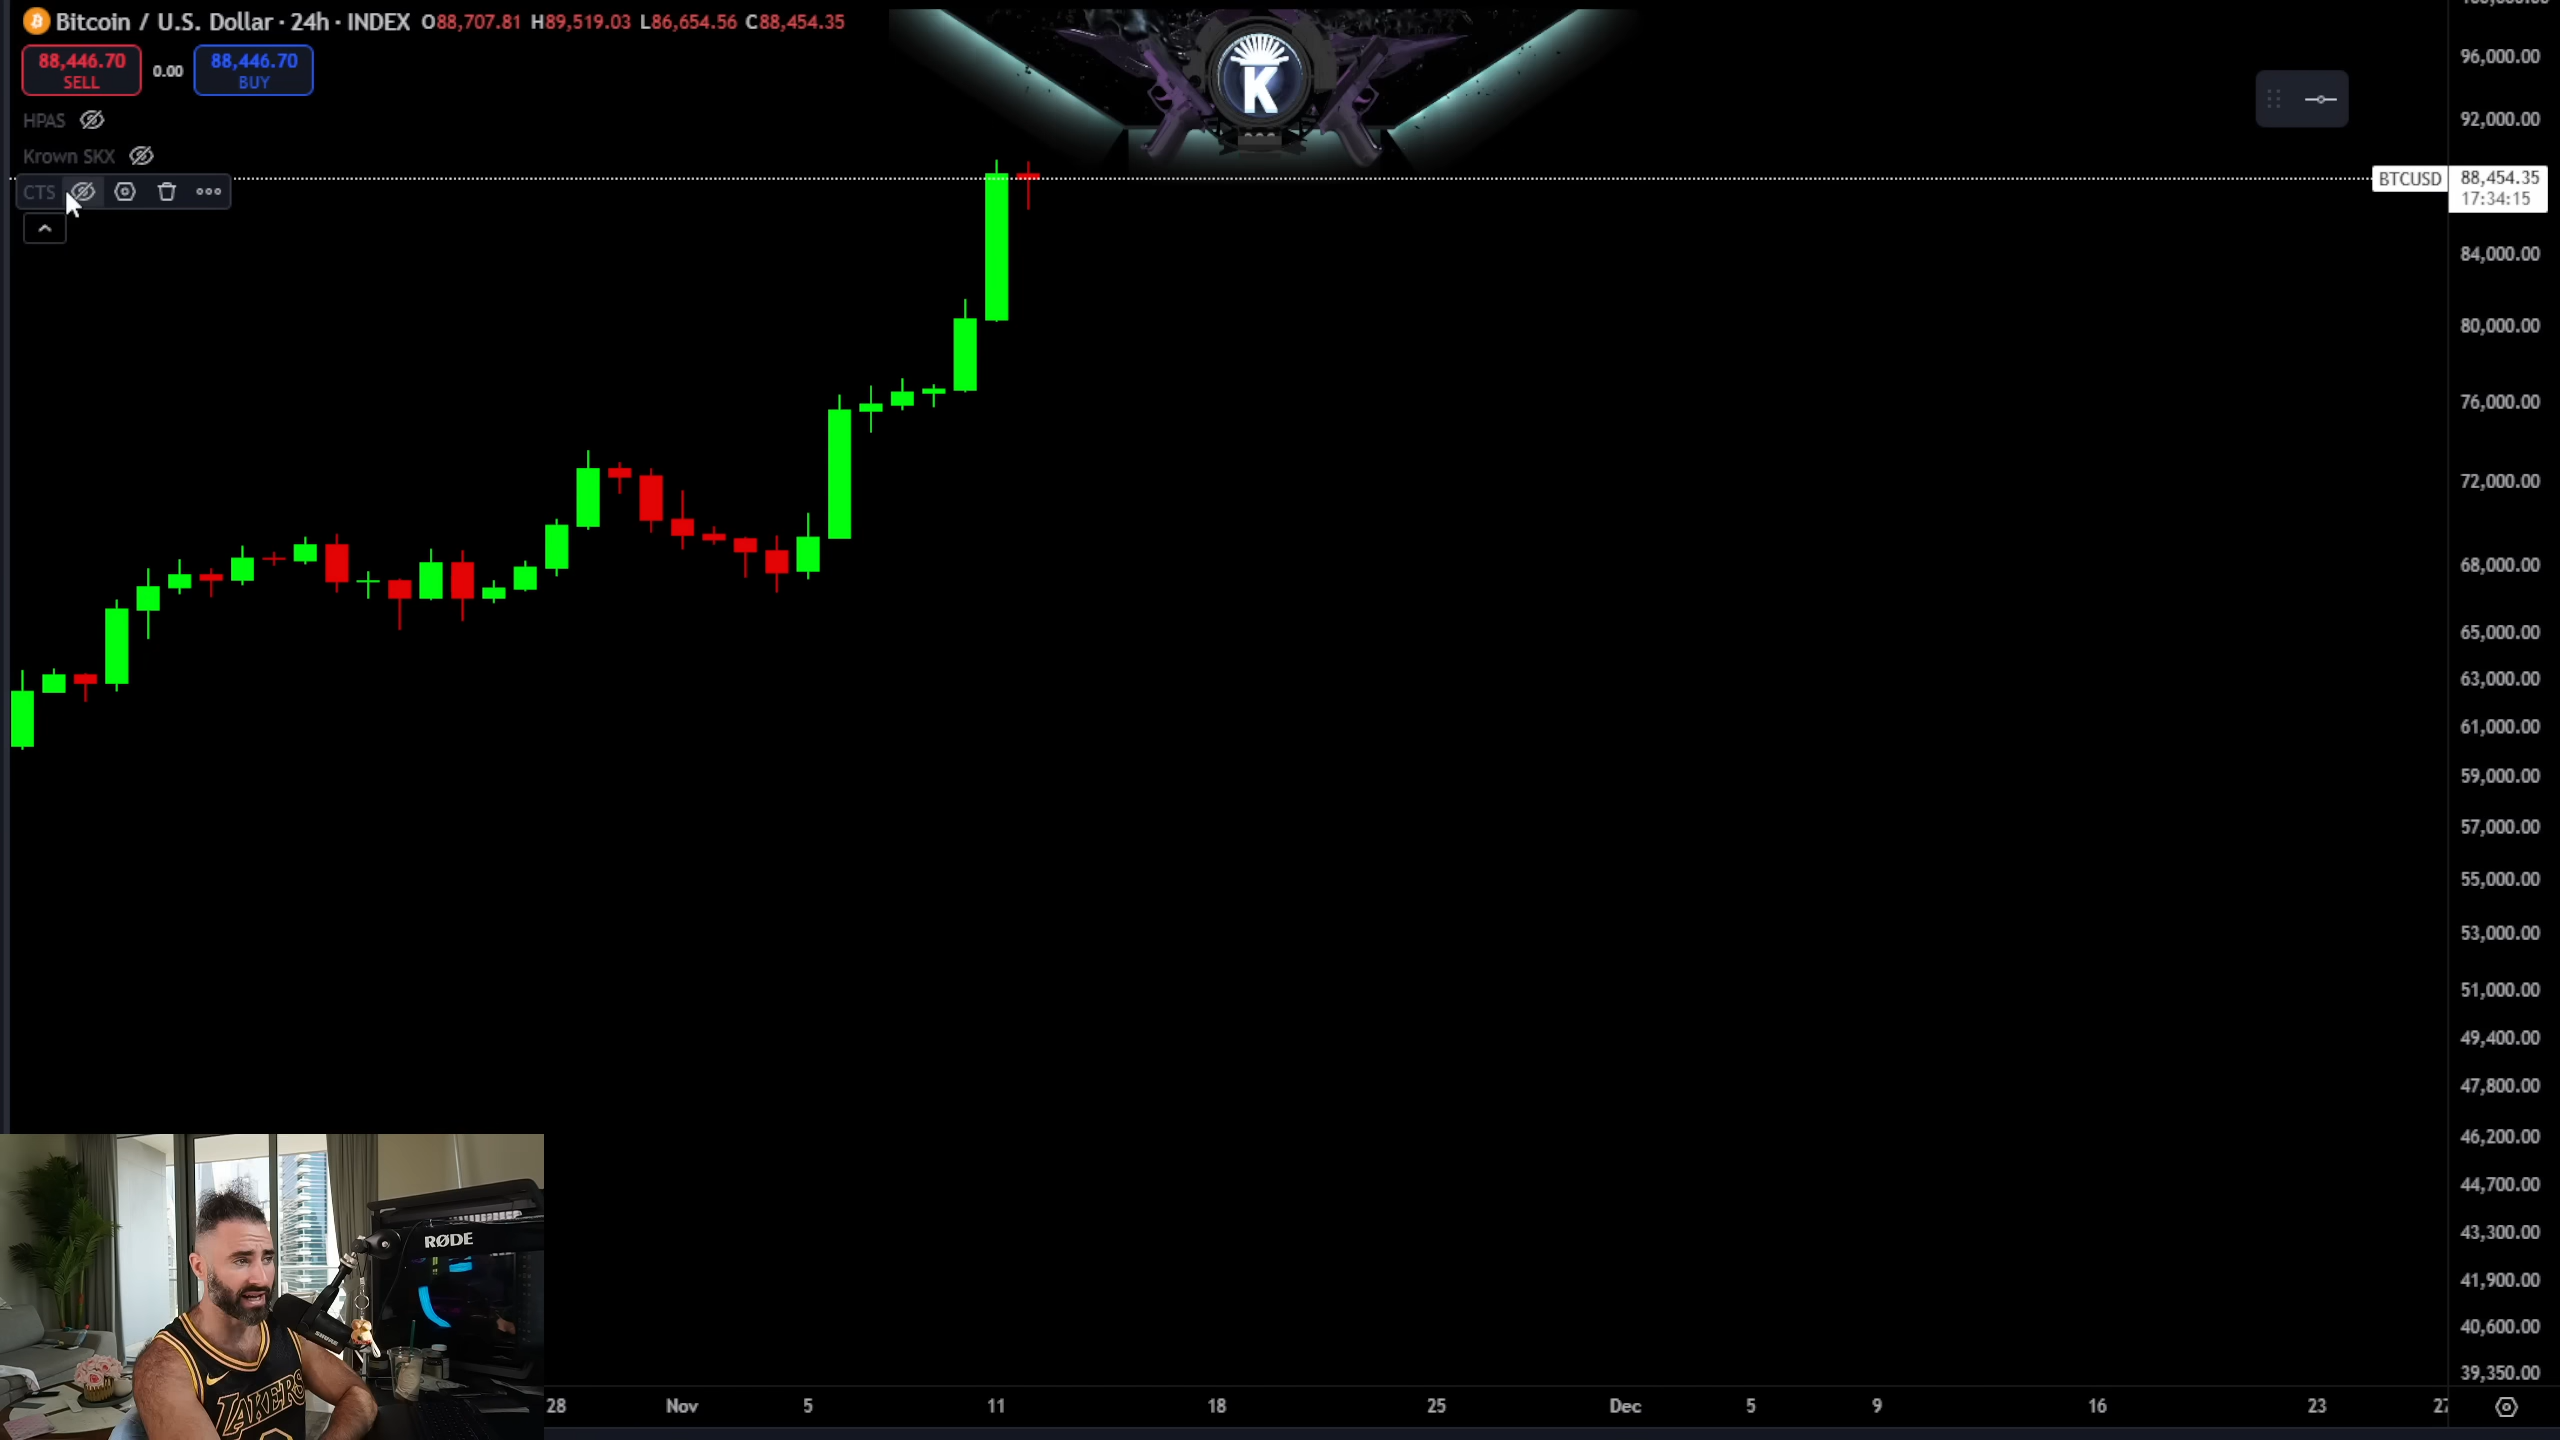 Bitcoin / U.S. Dollar · 24h · INDEX O88,707.81 H89,519.03 L86,654.56 C88,454.35
88,446.70
SELL
0.00
88,446.70
BUY
HPAS
Krown SKX
CTS
K
BTCUSD
88,454.35
17:34:15
96,000.00
92,000.00
84,000.00
80,000.00
76,000.00
72,000.00
68,000.00
65,000.00
63,000.00
61,000.00
59,000.00
57,000.00
55,000.00
53,000.00
51,000.00
49,400.00
47,800.00
46,200.00
44,700.00
43,300.00
41,900.00
40,600.00
39,350.00
RØDE
SHURE
LAKERS
28 Nov 5 11 18 25 Dec 5 9 16 23